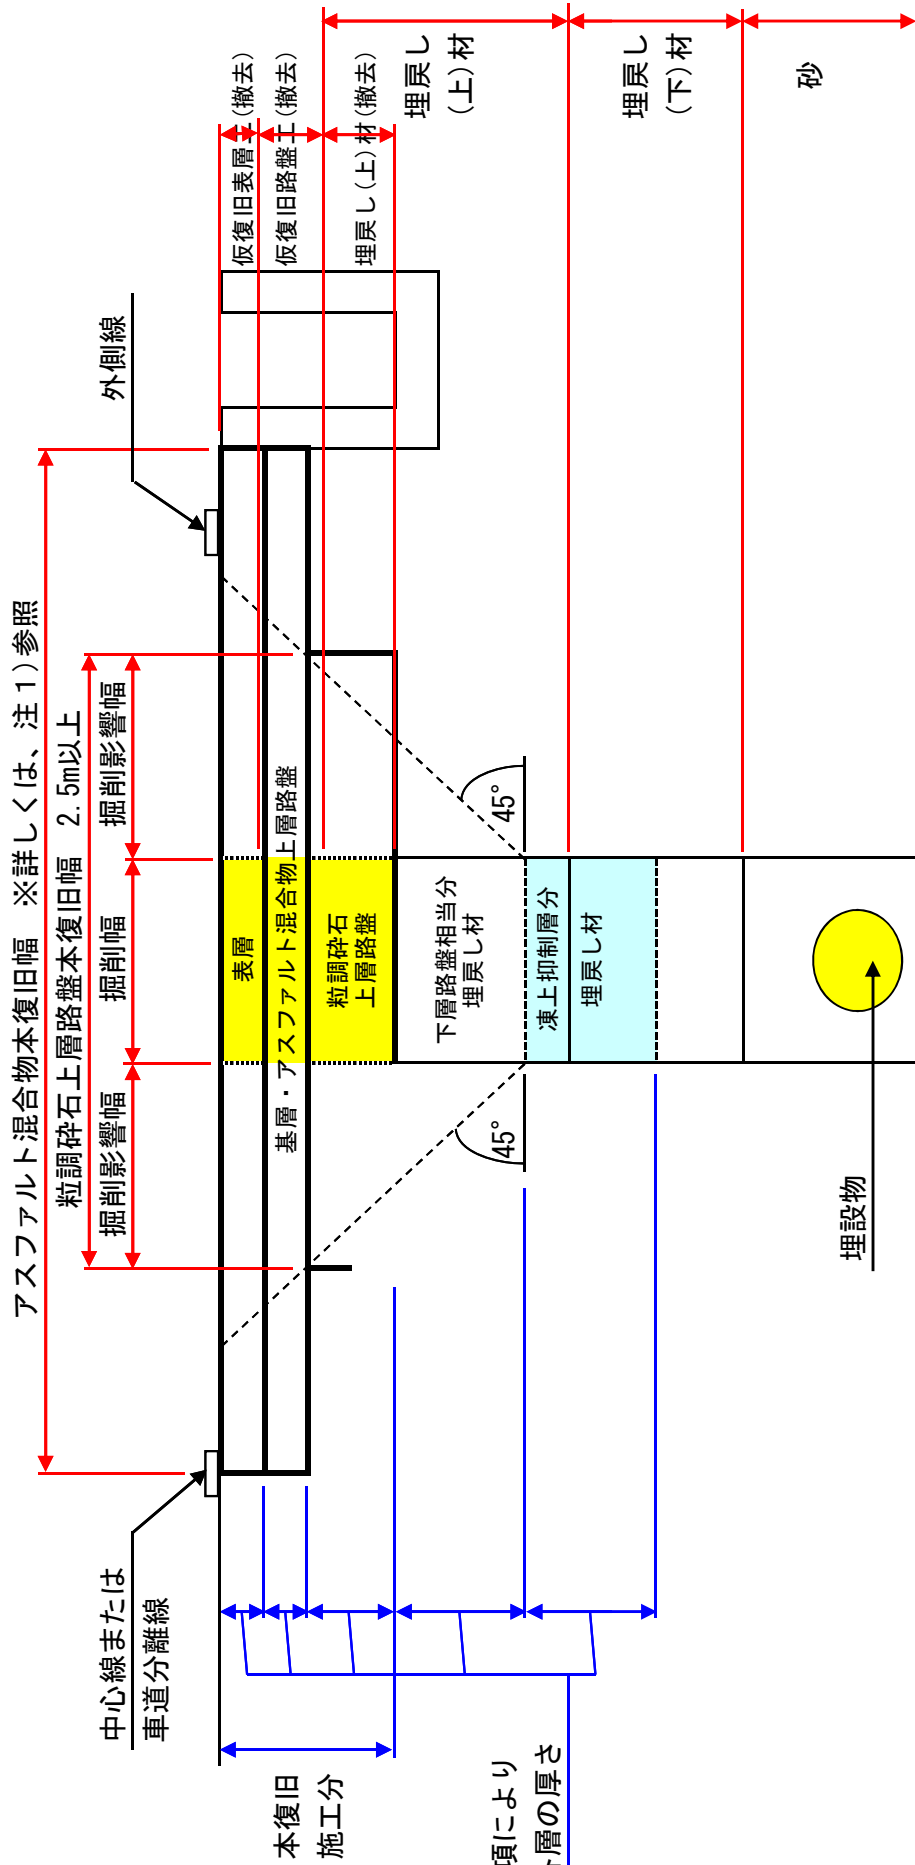 アスファルト混合物本復旧幅　※詳しくは、注１）参照
粒調砕石上層路盤本復旧幅　2.5m以上
掘削影響幅
掘削幅
掘削影響幅
中心線または
車道分離線
外側線
仮復旧表層工(撤去)
仮復旧路盤工(撤去)
埋戻し(上)材(撤去)
埋戻し
(上)材
埋戻し
(下)材
砂
表層
基層・アスファルト混合物上層路盤
粒調砕石
上層路盤
下層路盤相当分
埋戻し材
凍上抑制層分
埋戻し材
45°
45°
埋設物
本復旧
施工分
項により
層の厚さ